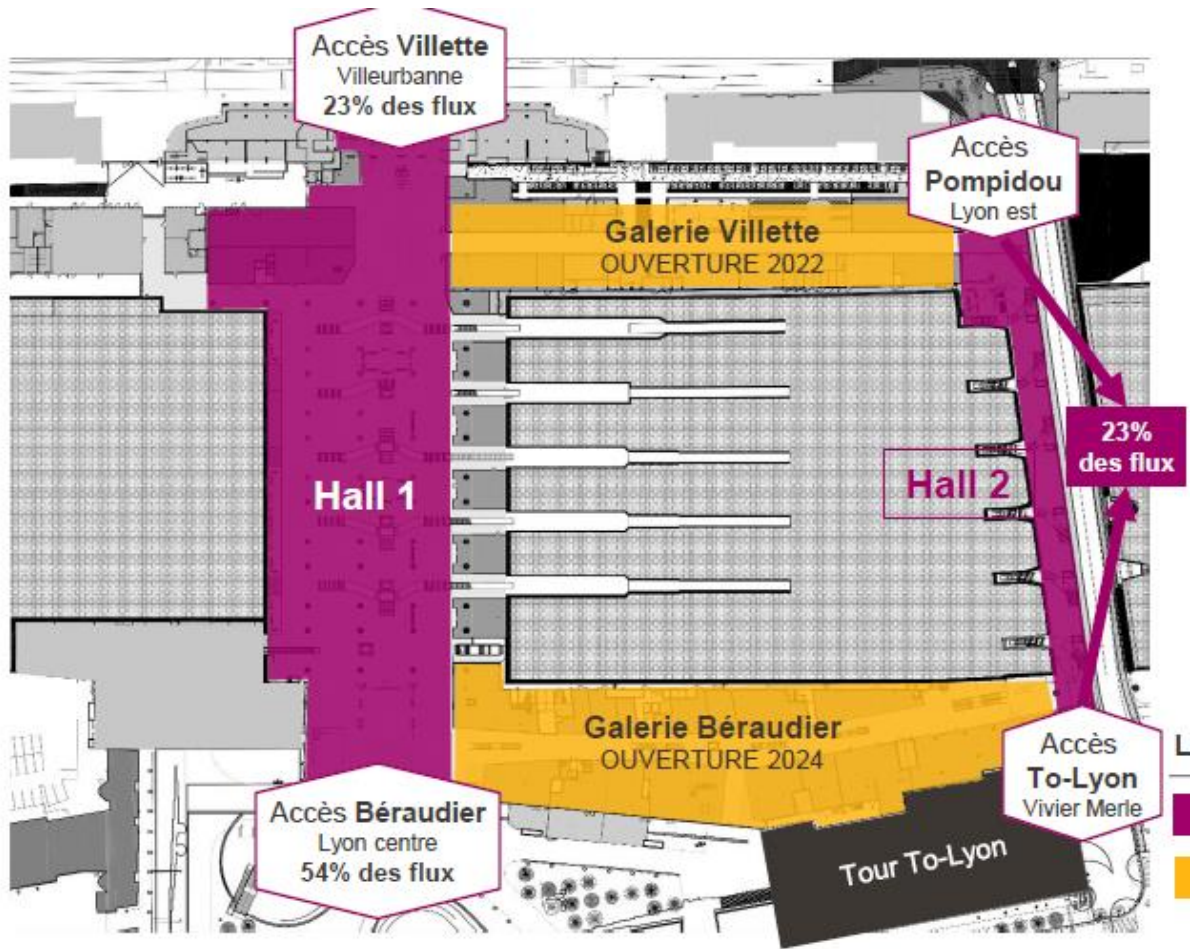 Accès Villette
Villeurbanne
23% des flux
Accès
Pompidou
Lyon est
Galerie Villette
OUVERTURE 2022
23%
des flux
Hall 1
Hall 2
Galerie Béraudier
OUVERTURE 2024
Accès
To-Lyon
Vivier Merle
L
Accès Béraudier
Lyon centre
54% des flux
Tour To-Lyon